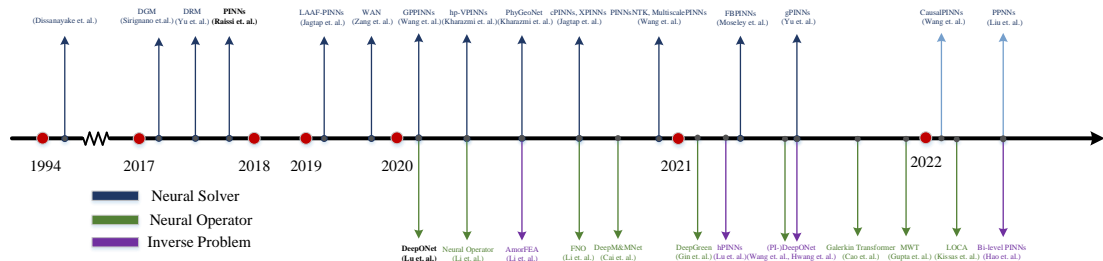 DGM
DRM
PINNs
LAAF-PINNs
WAN
GPPINNs
hp-VPINNs
PhyGeoNet
cPINNs, XPINNs
PINNsNTK, MultiscalePINNs
FBPINNs
gPINNs
CausalPINNs
PPNNs
(Dissanayake et. al.)
(Sirignano et.al.)
(Yu et. al.)
(Raissi et. al.)
(Jagtap et. al.)
(Zang et. al.)
(Wang et. al.)
(Kharazmi et. al.)
(Kharazmi et. al.)
(Jagtap et. al.)
(Wang et. al.)
(Moseley et. al.)
(Yu et. al.)
(Wang et. al.)
(Liu et. al.)
1994
2017
2018
2019
2020
2021
2022
Neural Solver
Neural Operator
Inverse Problem
DeepONet
Neural Operator
AmorFEA
FNO
DeepM&MNet
DeepGreen
hPINNs
(PI-)DeepONet
Galerkin Transformer
MWT
LOCA
Bi-level PINNs
(Lu et. al.)
(Li et. al.)
(Li et. al.)
(Li et. al.)
(Cai et. al.)
(Gin et. al.)
(Lu et. al.)
(Wang et. al., Hwang et. al.)
(Cao et. al.)
(Gupta et. al.)
(Kissas et. al.)
(Hao et. al.)